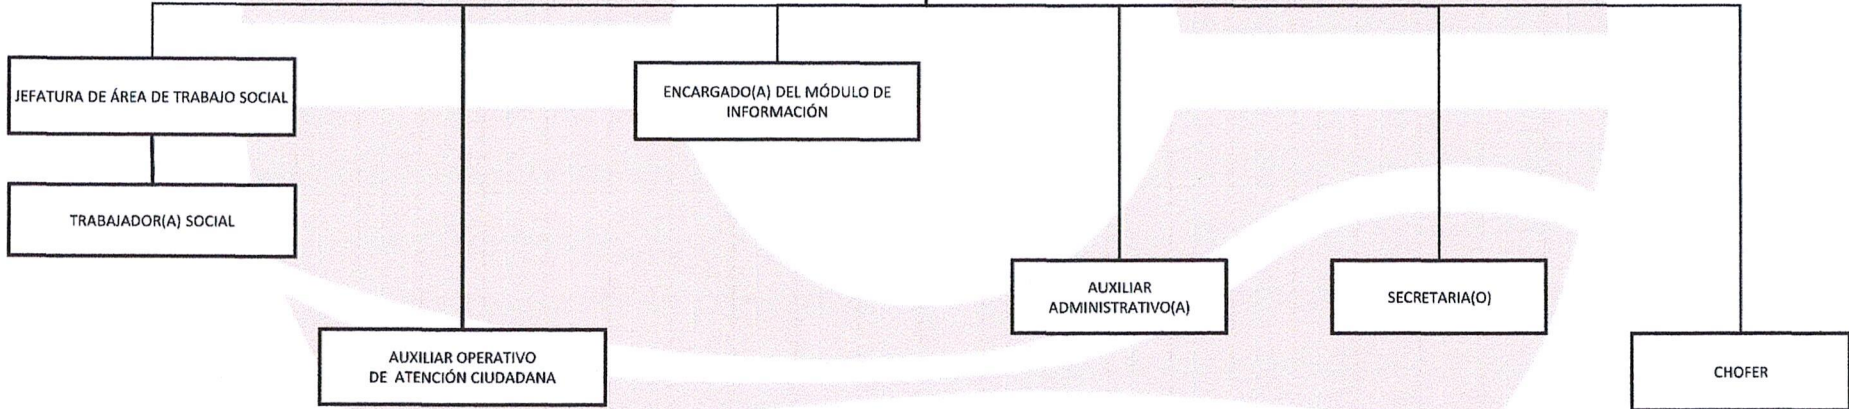 JEFATURA DE ÁREA DE TRABAJO SOCIAL
TRABAJADOR(A) SOCIAL
AUXILIAR OPERATIVO
DE ATENCIÓN CIUDADANA
ENCARGADO(A) DEL MÓDULO DE
INFORMACIÓN
AUXILIAR
ADMINISTRATIVO(A)
SECRETARIA(O)
CHOFER